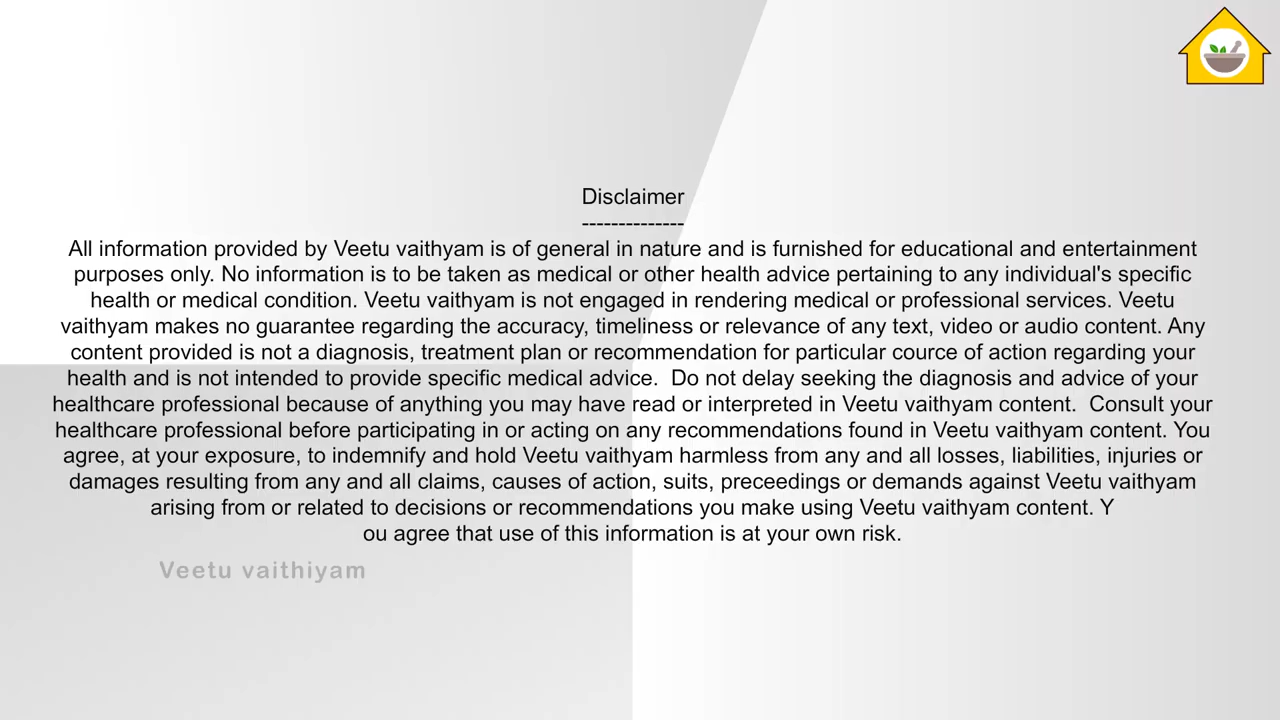 Disclaimer
--------------
All information provided by Veetu vaithyam is of general in nature and is furnished for educational and entertainment
purposes only. No information is to be taken as medical or other health advice pertaining to any individual's specific
health or medical condition. Veetu vaithyam is not engaged in rendering medical or professional services. Veetu
vaithyam makes no guarantee regarding the accuracy, timeliness or relevance of any text, video or audio content. Any
content provided is not a diagnosis, treatment plan or recommendation for particular cource of action regarding your
health and is not intended to provide specific medical advice.  Do not delay seeking the diagnosis and advice of your
healthcare professional because of anything you may have read or interpreted in Veetu vaithyam content.  Consult your
healthcare professional before participating in or acting on any recommendations found in Veetu vaithyam content. You
agree, at your exposure, to indemnify and hold Veetu vaithyam harmless from any and all losses, liabilities, injuries or
damages resulting from any and all claims, causes of action, suits, preceedings or demands against Veetu vaithyam
arising from or related to decisions or recommendations you make using Veetu vaithyam content. Y
ou agree that use of this information is at your own risk.
Veetu vaithiyam